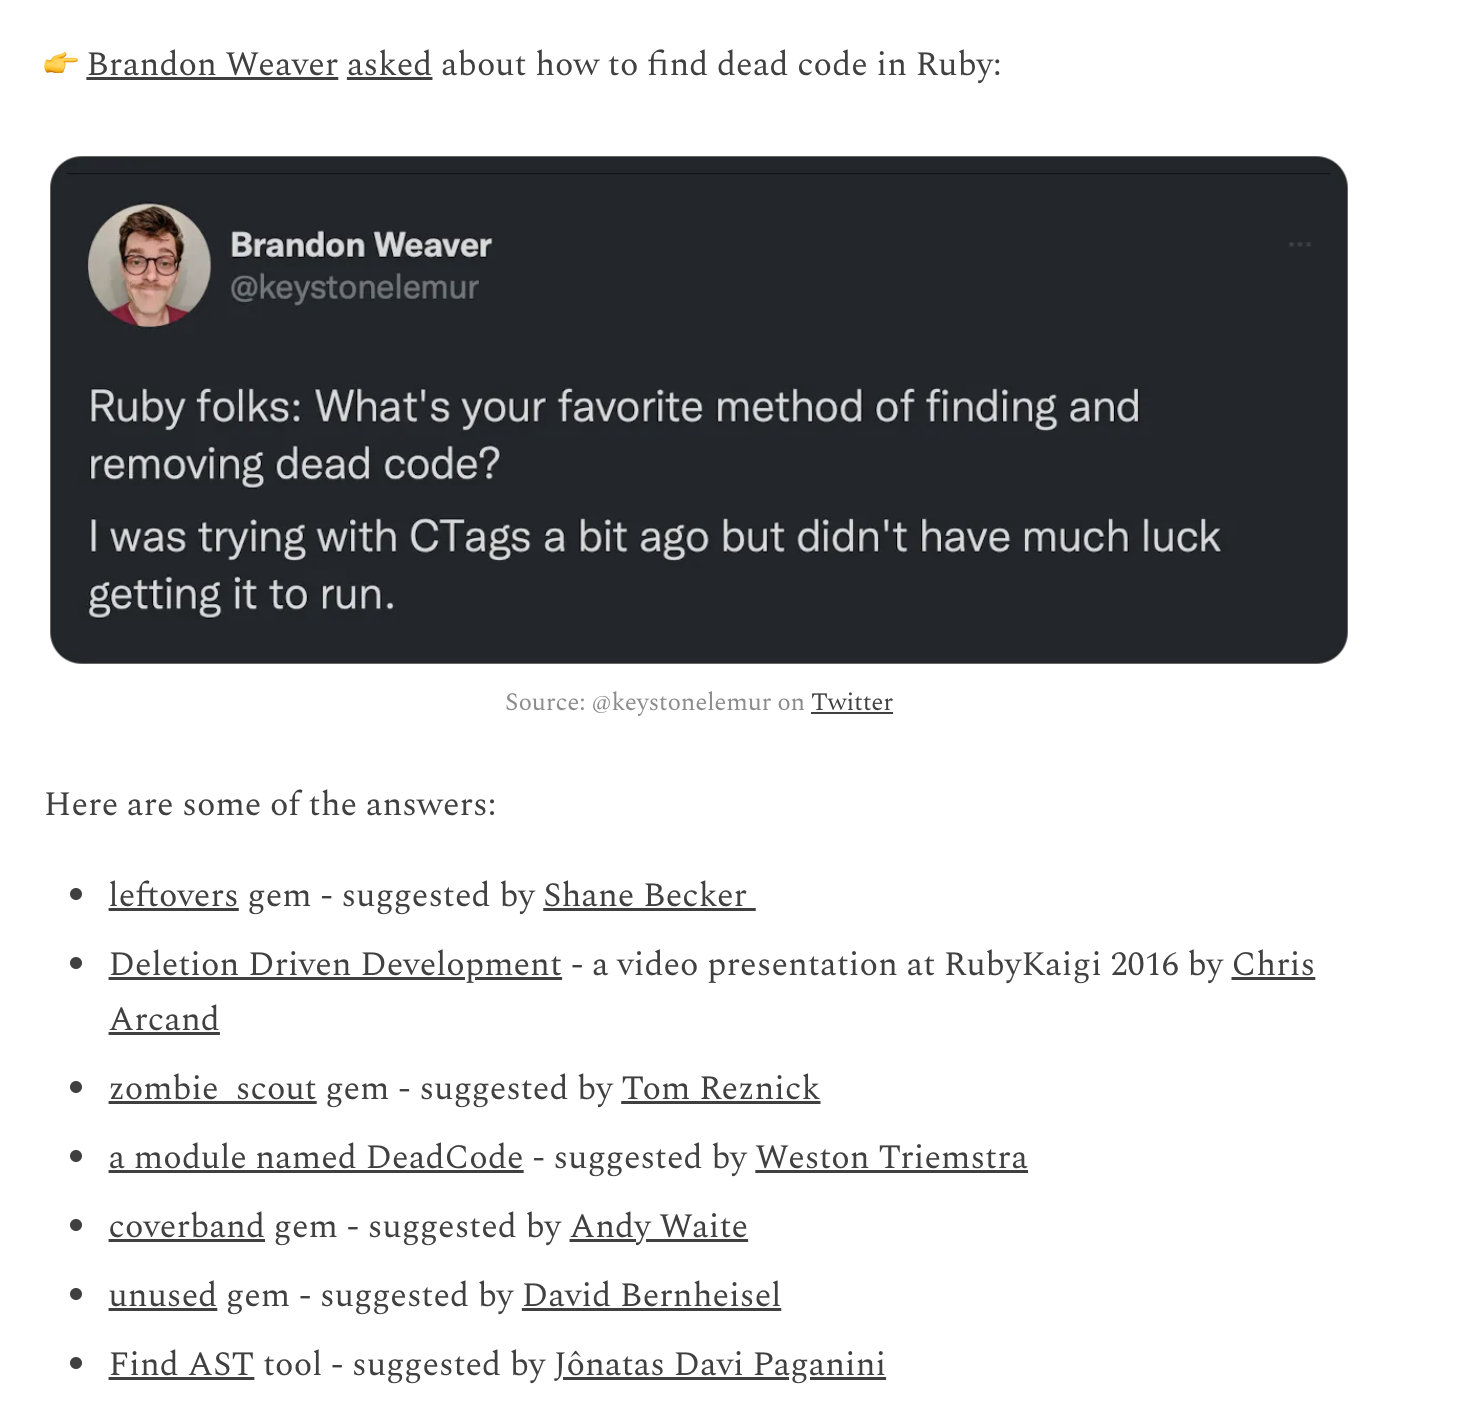 👉 Brandon Weaver asked about how to find dead code in Ruby:
Brandon Weaver
@keystonelemur
Ruby folks: What's your favorite method of finding and
removing dead code?
I was trying with CTags a bit ago but didn't have much luck
getting it to run.
Source: @keystonelemur on Twitter
Here are some of the answers:
• leftovers gem - suggested by Shane Becker
• Deletion Driven Development - a video presentation at RubyKaigi 2016 by Chris
Arcand
• zombie_scout gem - suggested by Tom Reznick
• a module named DeadCode - suggested by Weston Triemstra
• coverband gem - suggested by Andy Waite
• unused gem - suggested by David Bernheisel
• Find AST tool - suggested by Jônatas Davi Paganini